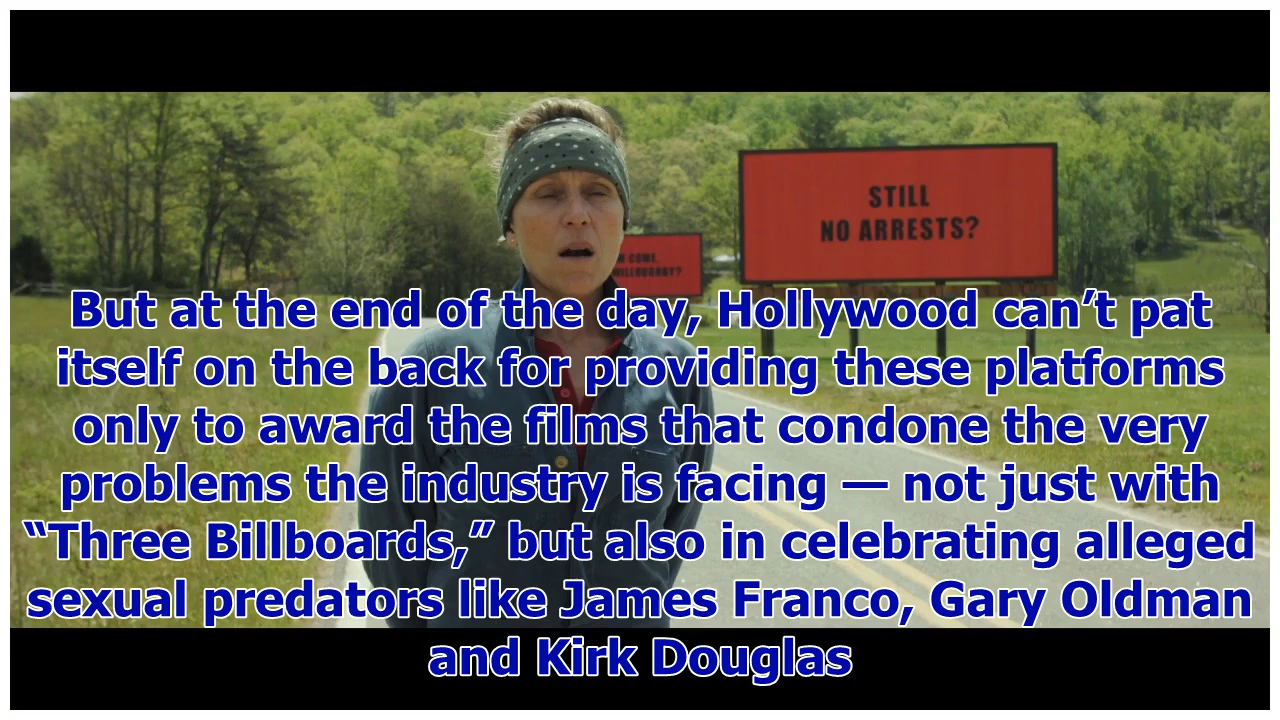 STILL
NO ARRESTS?
COME,
WILLOUGHBY?
But at the end of the day, Hollywood can’t pat
itself on the back for providing these platforms
only to award the films that condone the very
problems the industry is facing — not just with
“Three Billboards,” but also in celebrating alleged
sexual predators like James Franco, Gary Oldman
and Kirk Douglas